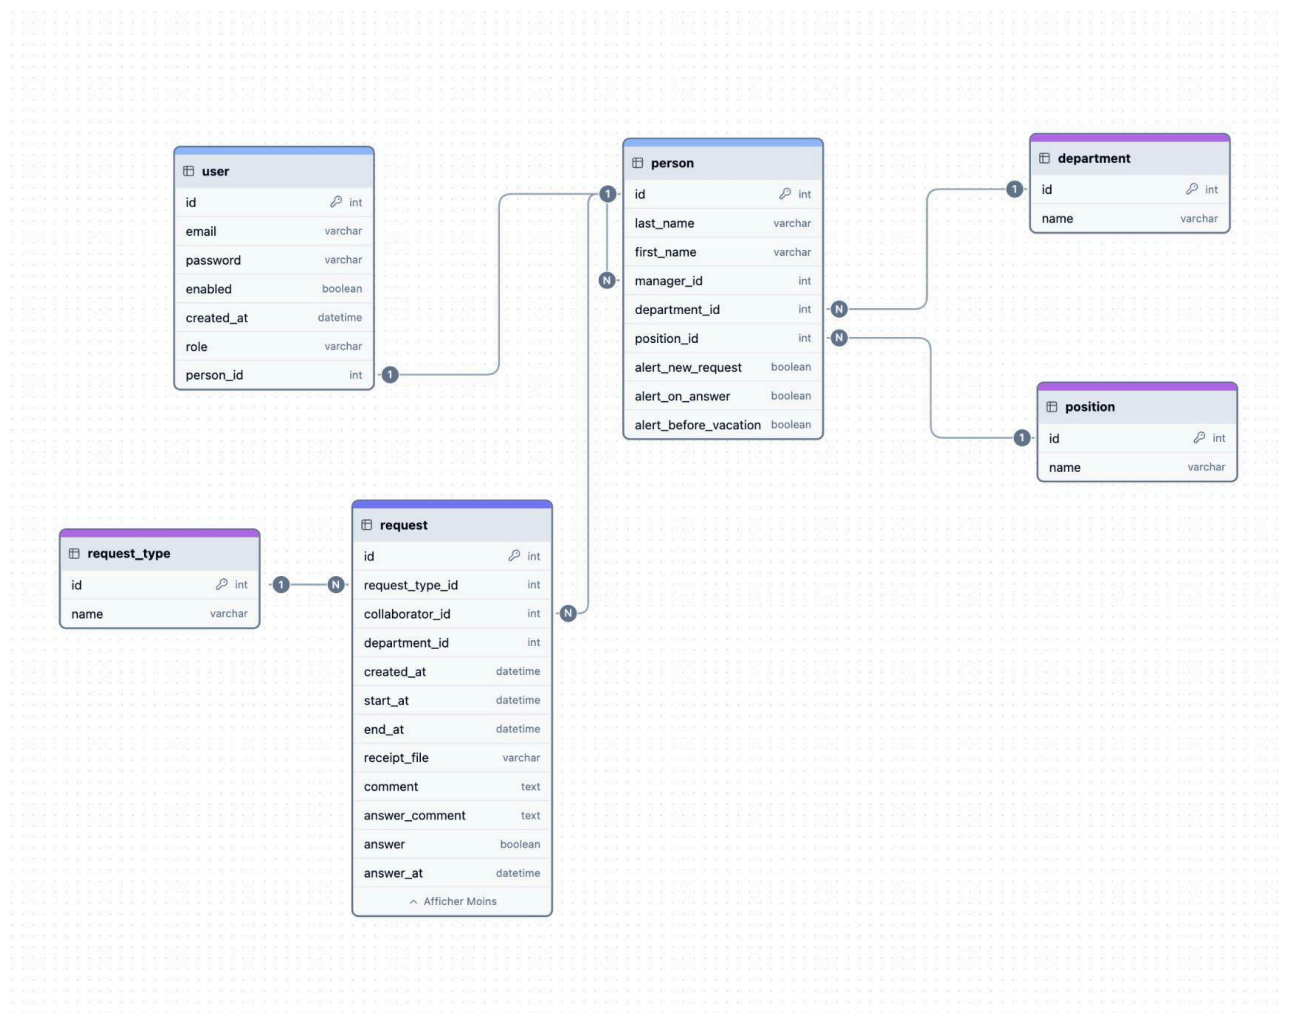 user
id int
email varchar
password varchar
enabled boolean
created_at datetime
role varchar
person_id int
1
person
1
id int
last_name varchar
first_name varchar
N
manager_id int
department_id int
N
position_id int
N
alert_new_request boolean
alert_on_answer boolean
alert_before_vacation boolean
department
1
id int
name varchar
position
1
id int
name varchar
request_type
id int
1
name varchar
request
id int
N
request_type_id int
collaborator_id int
N
department_id int
created_at datetime
start_at datetime
end_at datetime
receipt_file varchar
comment text
answer_comment text
answer boolean
answer_at datetime
Afficher Moins